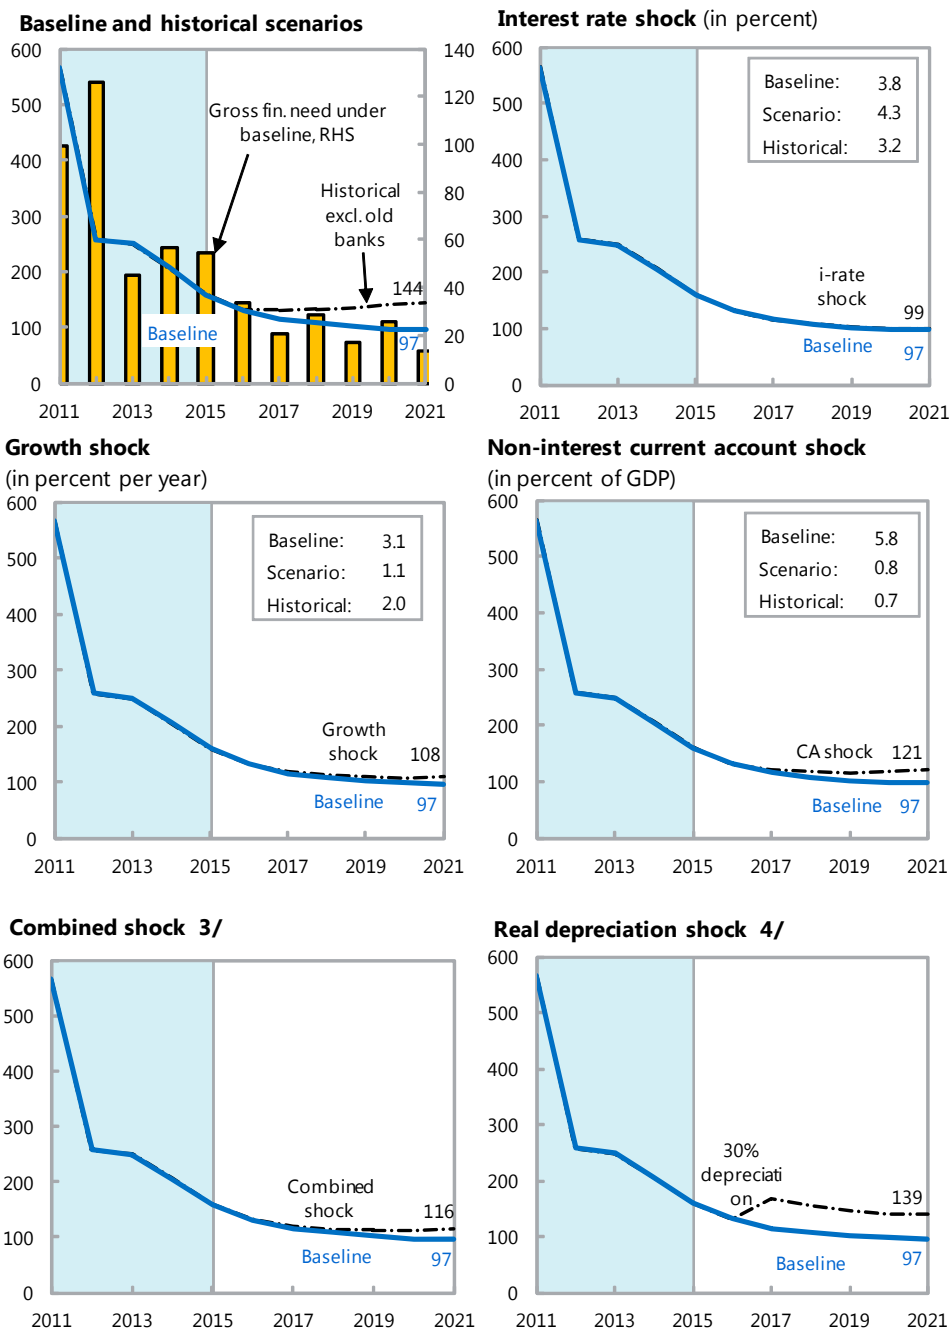 Baseline and historical scenarios
600
500
400
300
200
100
0
140
120
100
80
60
40
20
0
Gross fin. need under
baseline, RHS
Historical
excl. old
banks
144
Baseline
97
2011 2013 2015 2017 2019 2021
Interest rate shock (in percent)
600
500
400
300
200
100
0
Baseline: 3.8
Scenario: 4.3
Historical: 3.2
i-rate
shock
99
Baseline
97
2011 2013 2015 2017 2019 2021
Growth shock
(in percent per year)
600
500
400
300
200
100
0
Baseline: 3.1
Scenario: 1.1
Historical: 2.0
Growth
shock
108
Baseline
97
2011 2013 2015 2017 2019 2021
Non-interest current account shock
(in percent of GDP)
600
500
400
300
200
100
0
Baseline: 5.8
Scenario: 0.8
Historical: 0.7
CA shock
121
Baseline
97
2011 2013 2015 2017 2019 2021
Combined shock 3/
600
500
400
300
200
100
0
Combined
shock
116
Baseline
97
2011 2013 2015 2017 2019 2021
Real depreciation shock 4/
600
500
400
300
200
100
0
30%
depreciati
on
139
Baseline
97
2011 2013 2015 2017 2019 2021